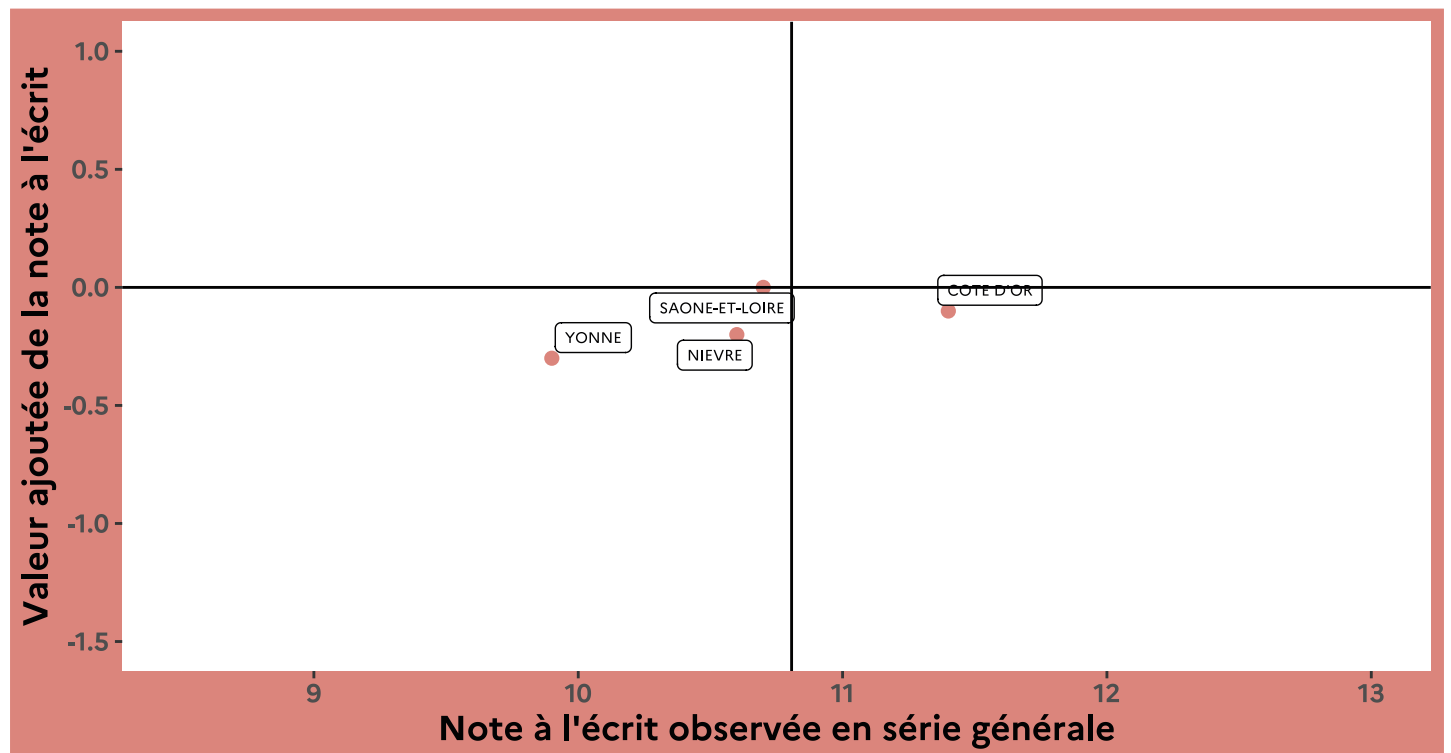 Valeur ajoutée de la note à l'écrit
1.0
0.5
0.0
-0.5
-1.0
-1.5
COTE D'OR
SAONE-ET-LOIRE
YONNE
NIEVRE
9
10
11
12
13
Note à l'écrit observée en série générale